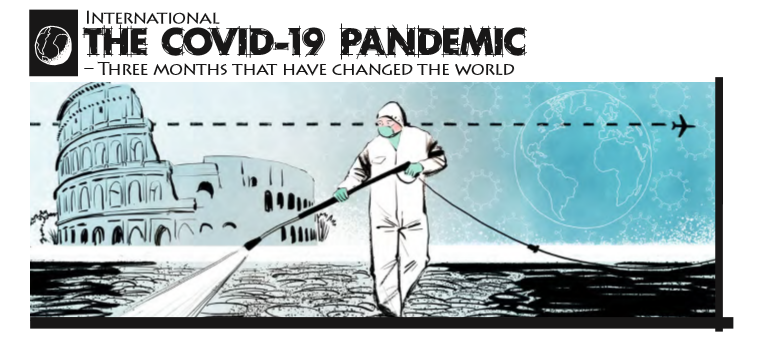 International
THE COVID-19 PANDEMIC
– Three months that have changed the world